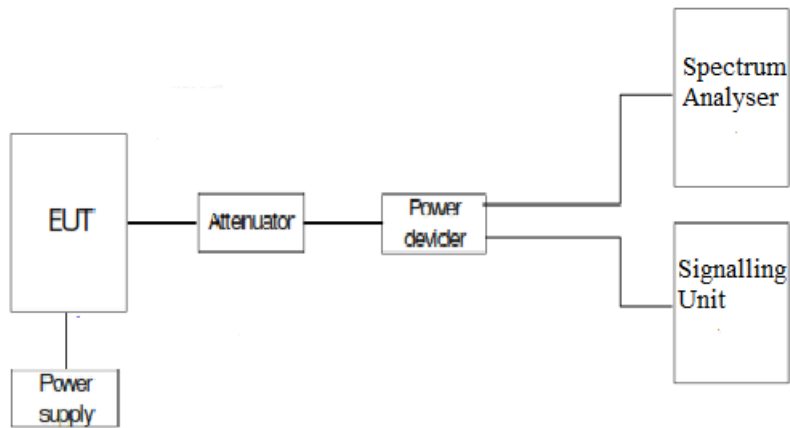 Spectrum
Analyser
EUT
Attenuator
Power
devider
Signalling
Unit
Power
supply